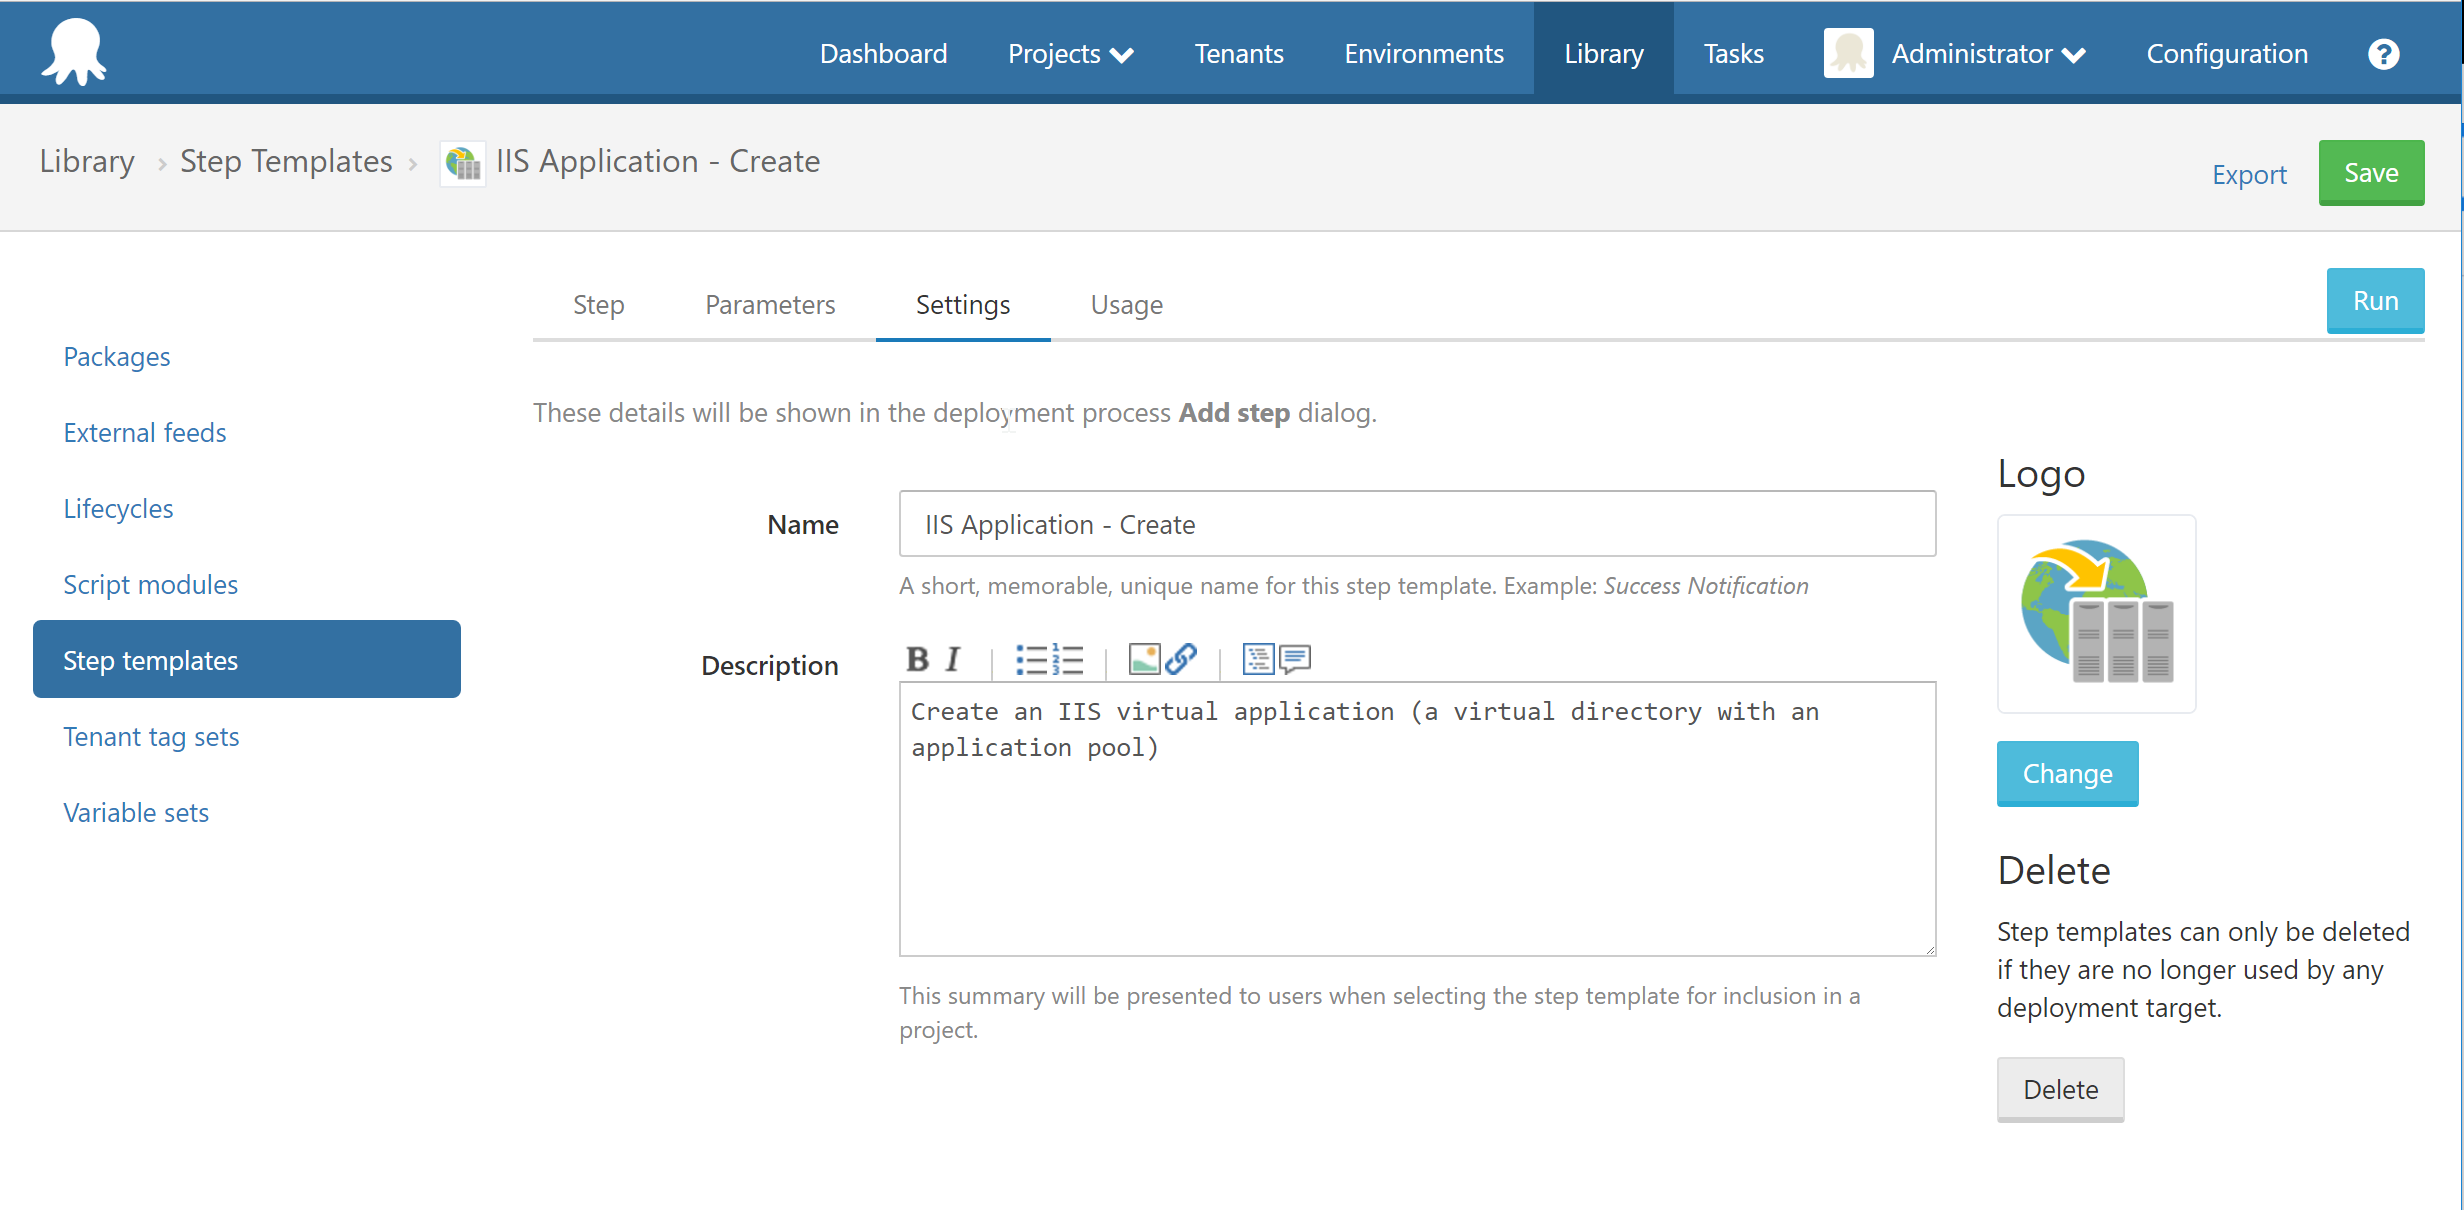 Dashboard Projects Tenants Environments Library Tasks Administrator Configuration ?
Library › Step Templates › IIS Application - Create
Export Save
Step Parameters Settings Usage
Run
Packages
External feeds
Lifecycles
Script modules
Step templates
Tenant tag sets
Variable sets
These details will be shown in the deployment process Add step dialog.
Name
IIS Application - Create
A short, memorable, unique name for this step template. Example: Success Notification
Description
B I
1
2
3
Create an IIS virtual application (a virtual directory with an
application pool)
This summary will be presented to users when selecting the step template for inclusion in a
project.
Logo
Change
Delete
Step templates can only be deleted
if they are no longer used by any
deployment target.
Delete